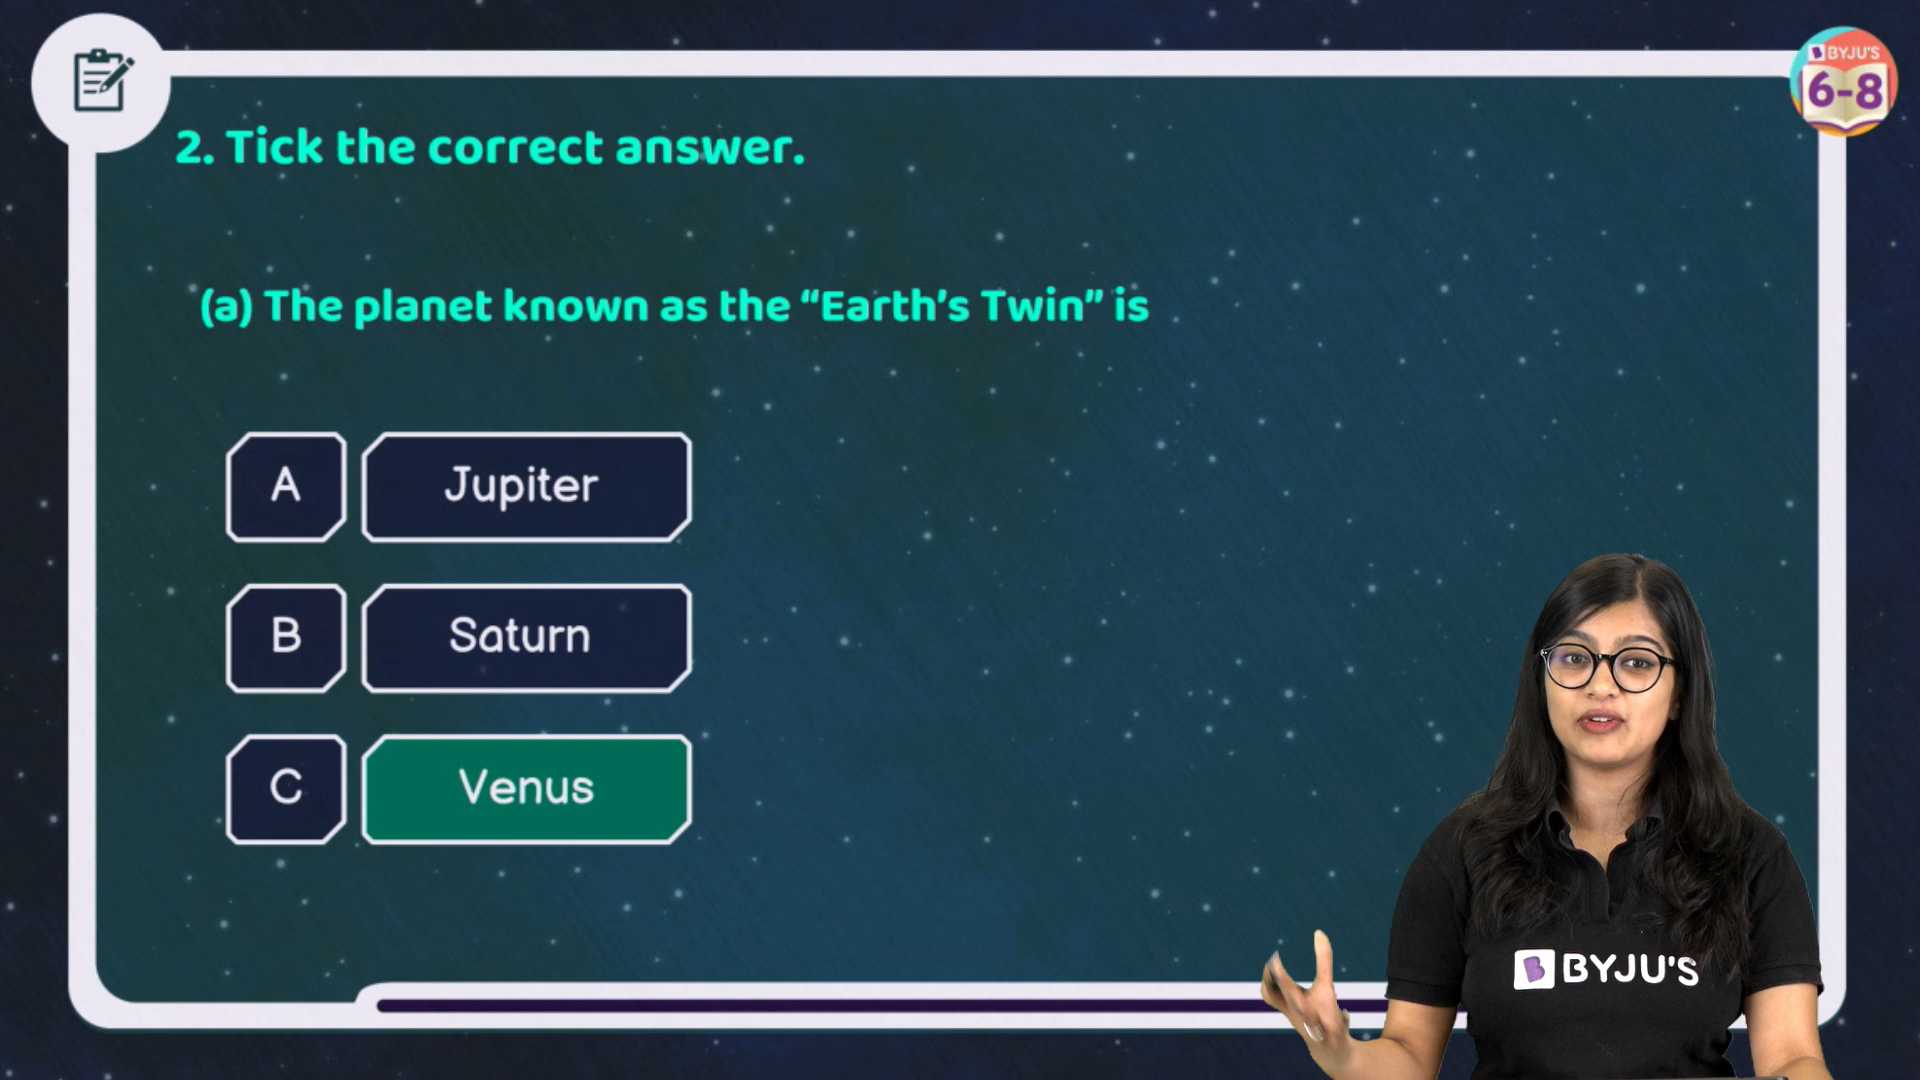 BYJU'S
6-8
2. Tick the correct answer.
(a) The planet known as the “Earth’s Twin” is
A Jupiter
B Saturn
C Venus
B BYJU'S